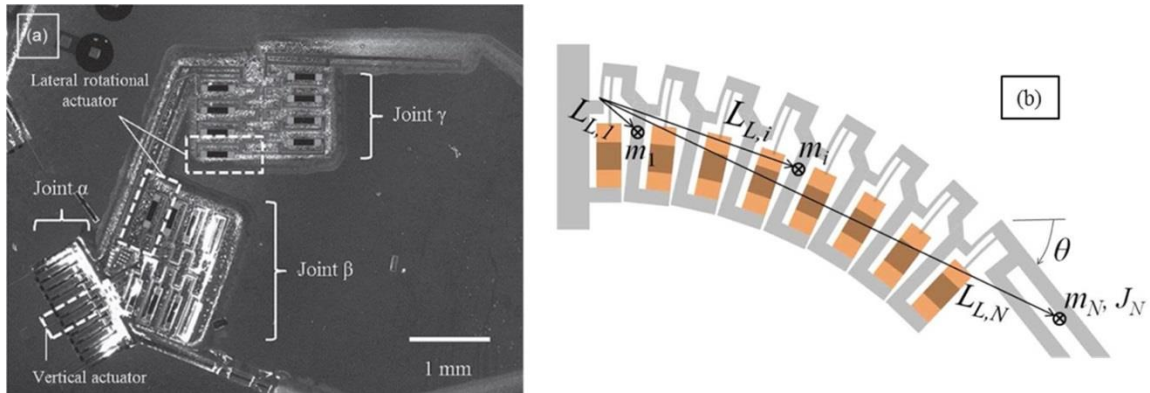 (a)
Lateral rotational
actuator
Joint γ
Joint α
Joint β
1 mm
Vertical actuator
(b)
L_{L,1}
L_{L,i}
m_1
m_i
θ
L_{L,N}
m_N, J_N